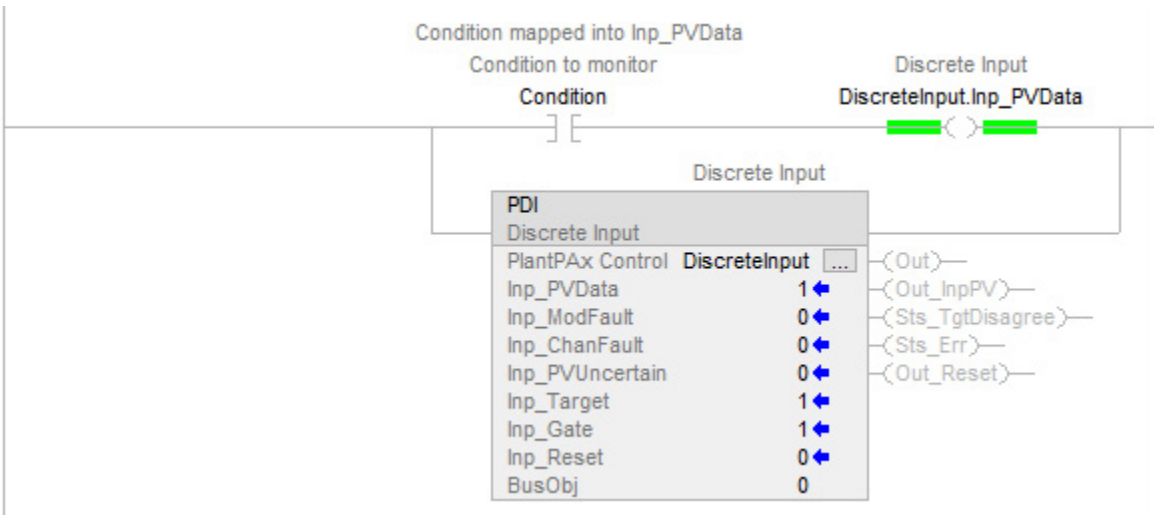 Condition mapped into Inp_PVData
Condition to monitor
Discrete Input
Condition
DiscreteInput.Inp_PVData
Discrete Input
PDI
Discrete Input
PlantPAx Control DiscreteInput ... (Out)
Inp_PVData 1 (Out_InpPV)
Inp_ModFault 0 (Sts_TgtDisagree)
Inp_ChanFault 0 (Sts_Err)
Inp_PVUncertain 0 (Out_Reset)
Inp_Target 1
Inp_Gate 1
Inp_Reset 0
BusObj 0